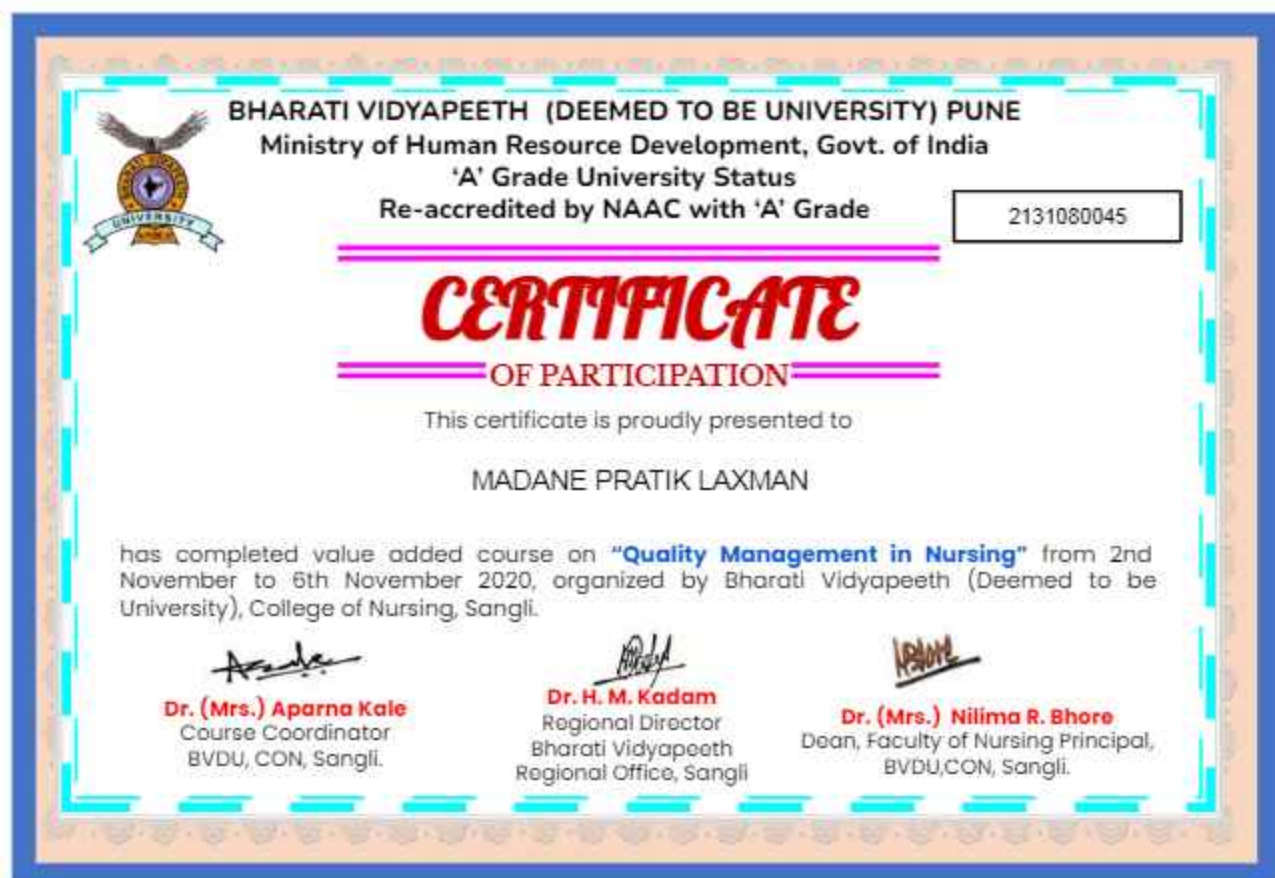 BHARATI VIDYAPEETH (DEEMED TO BE UNIVERSITY) PUNE
Ministry of Human Resource Development, Govt. of India
‘A’ Grade University Status
Re-accredited by NAAC with ‘A’ Grade
2131080045
BHARATI VIDYAPEETH
UNIVERSITY
CERTIFICATE
OF PARTICIPATION
This certificate is proudly presented to
MADANE PRATIK LAXMAN
has completed value added course on “Quality Management in Nursing” from 2nd
November to 6th November 2020, organized by Bharati Vidyapeeth (Deemed to be
University), College of Nursing, Sangli.
Dr. (Mrs.) Aparna Kale
Course Coordinator
BVDU, CON, Sangli.
Dr. H. M. Kadam
Regional Director
Bharati Vidyapeeth
Regional Office, Sangli
Dr. (Mrs.) Nilima R. Bhore
Dean, Faculty of Nursing Principal,
BVDU,CON, Sangli.